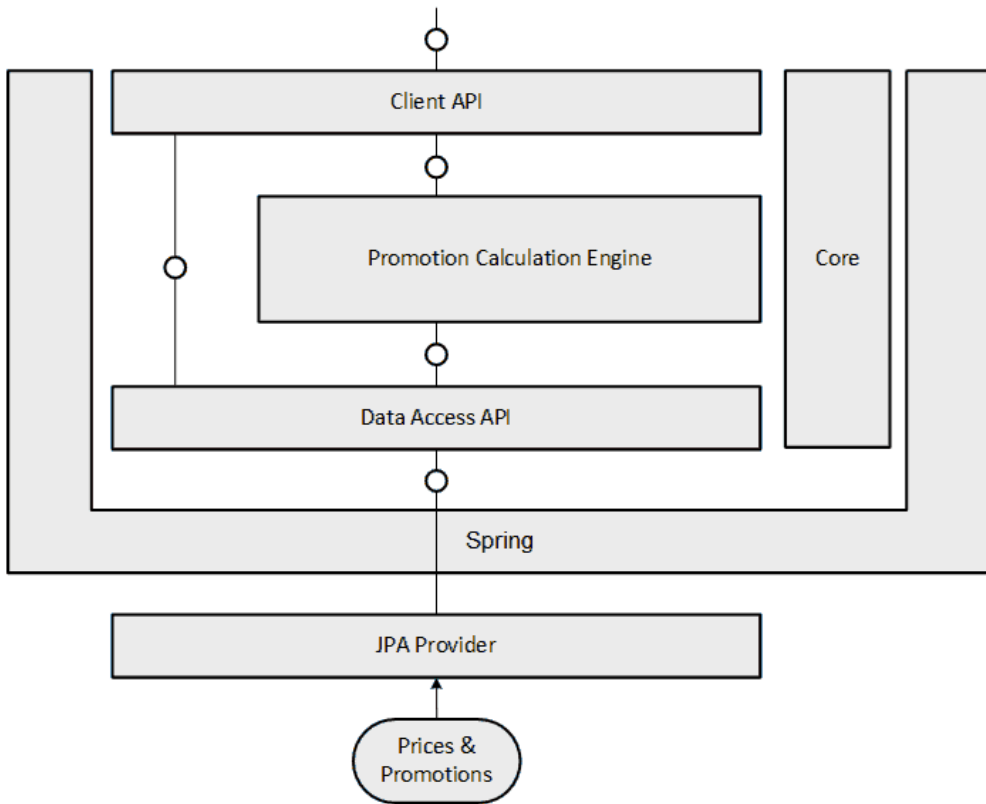 Client API
Promotion Calculation Engine
Core
Data Access API
Spring
JPA Provider
Prices &
Promotions